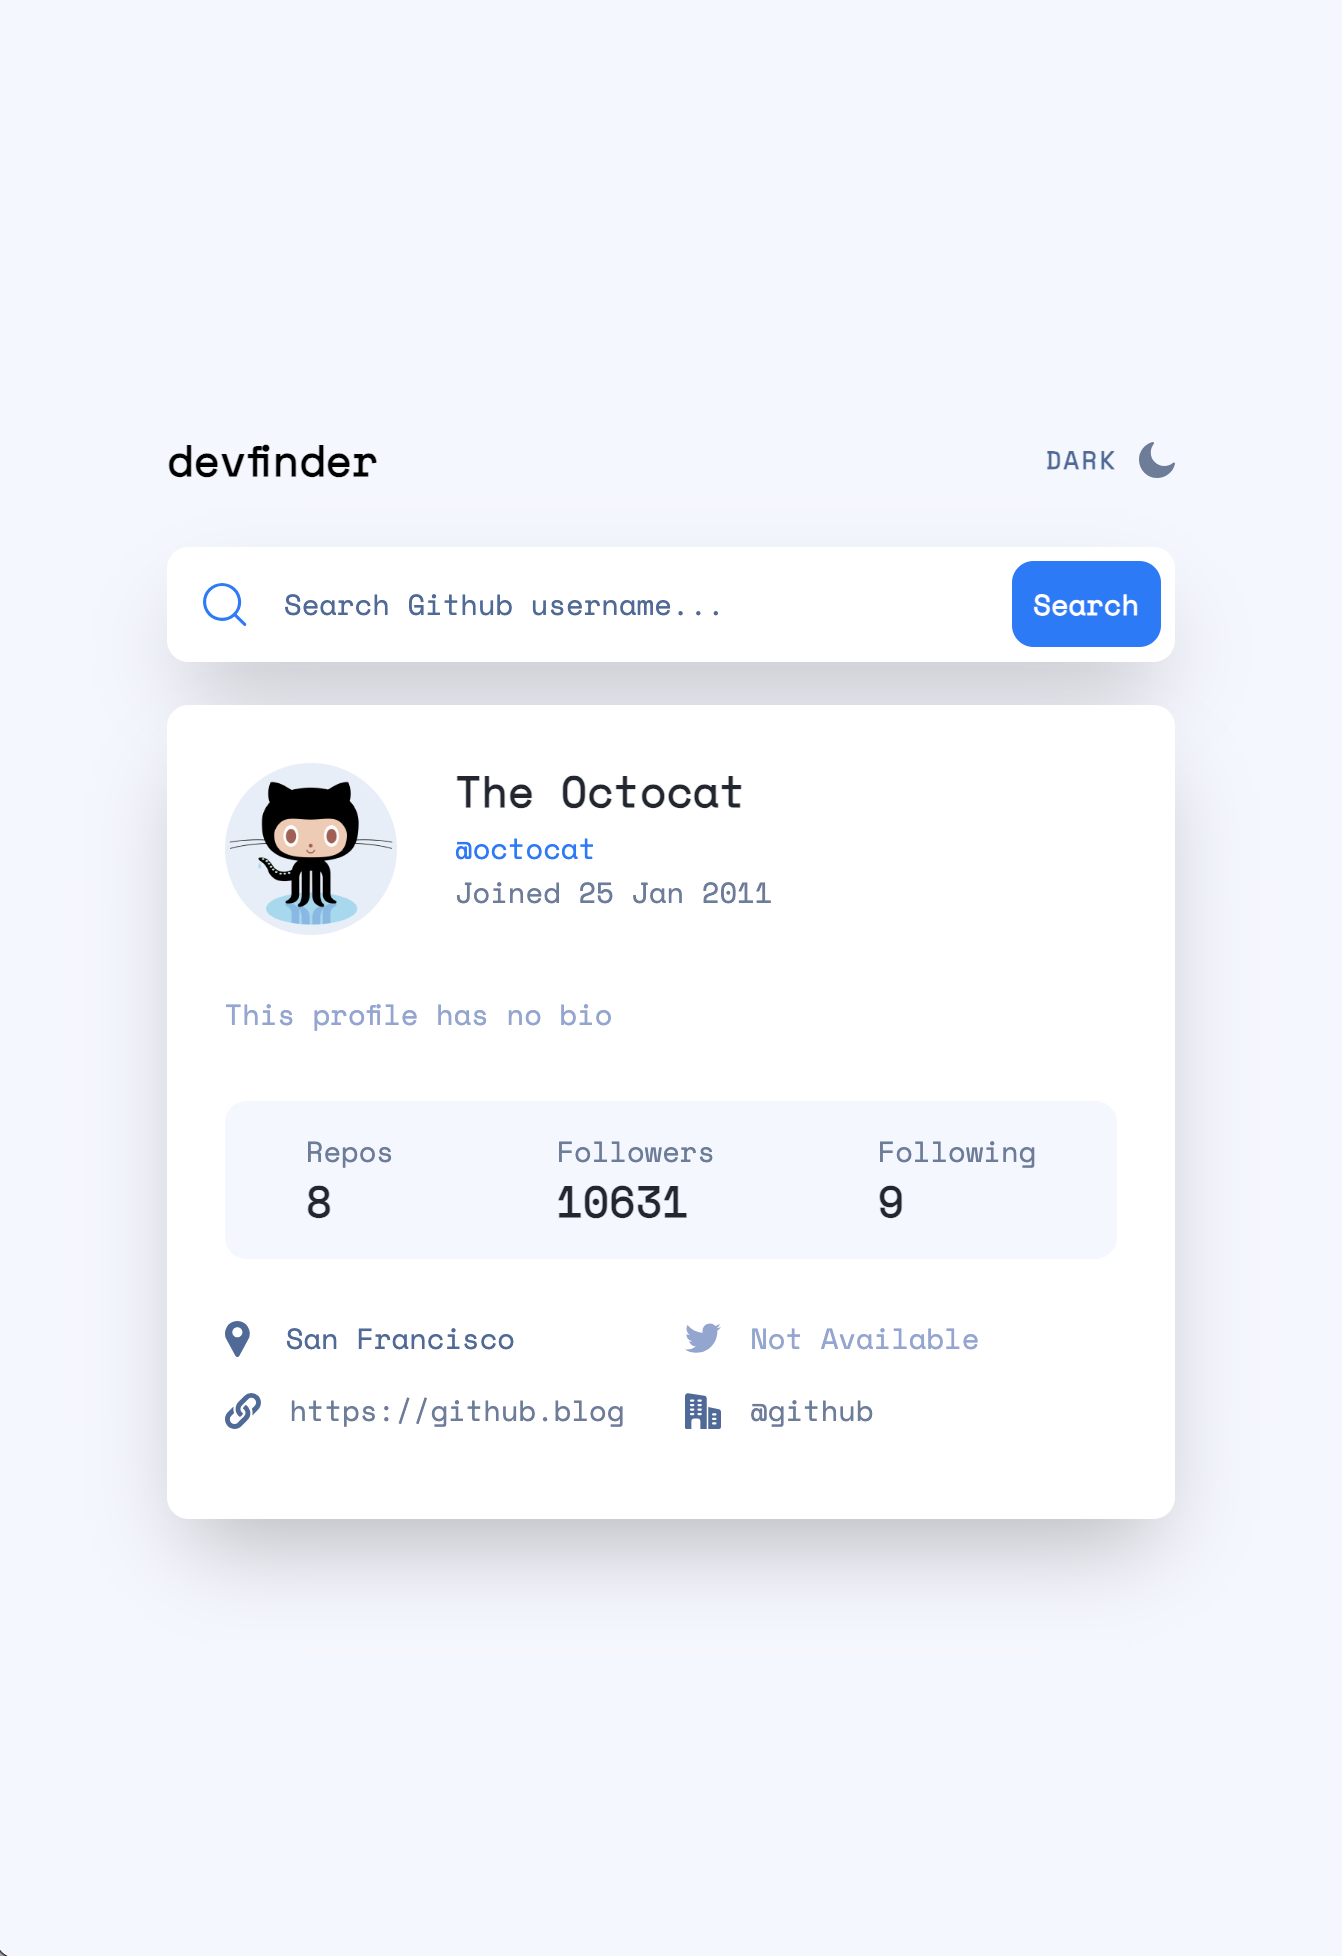 devfinder
DARK
Search Github username...
Search
The Octocat
@octocat
Joined 25 Jan 2011
This profile has no bio
Repos
Followers
Following
8
10631
9
San Francisco
Not Available
https://github.blog
@github